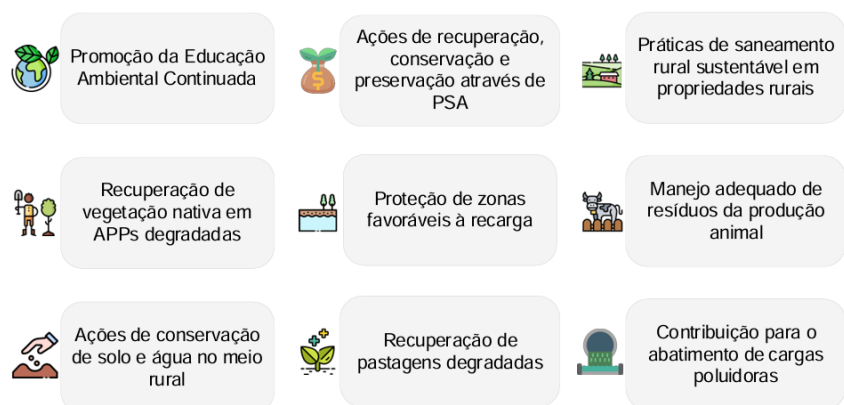 Promoção da Educação
Ambiental Continuada
Ações de recuperação,
conservação e
preservação através de
PSA
Práticas de saneamento
rural sustentável em
propriedades rurais
Recuperação de
vegetação nativa em
APPs degradadas
Proteção de zonas
favoráveis à recarga
Manejo adequado de
resíduos da produção
animal
Ações de conservação
de solo e água no meio
rural
Recuperação de
pastagens degradadas
Contribuição para o
abatimento de cargas
poluidoras